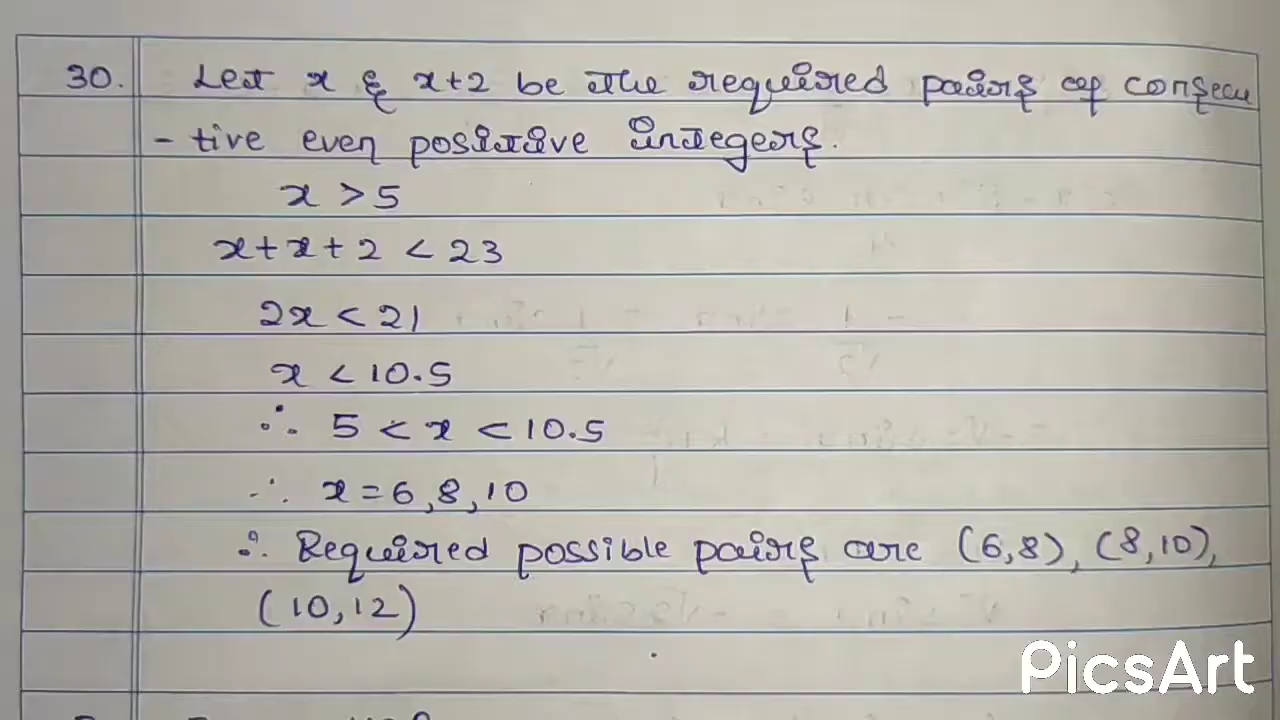 30. Let x & x+2 be the required pairs of consecu
- tive even positive integers.
x > 5
x + x + 2 < 23
2x < 21
x < 10.5
∴ 5 < x < 10.5
∴ x = 6, 8, 10
∴ Required possible pairs are (6,8), (8,10),
(10,12)
PicsArt